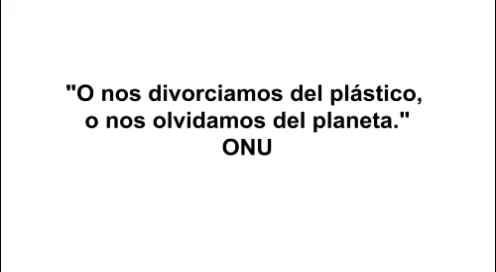 "O nos divorciamos del plástico,
o nos olvidamos del planeta."
ONU